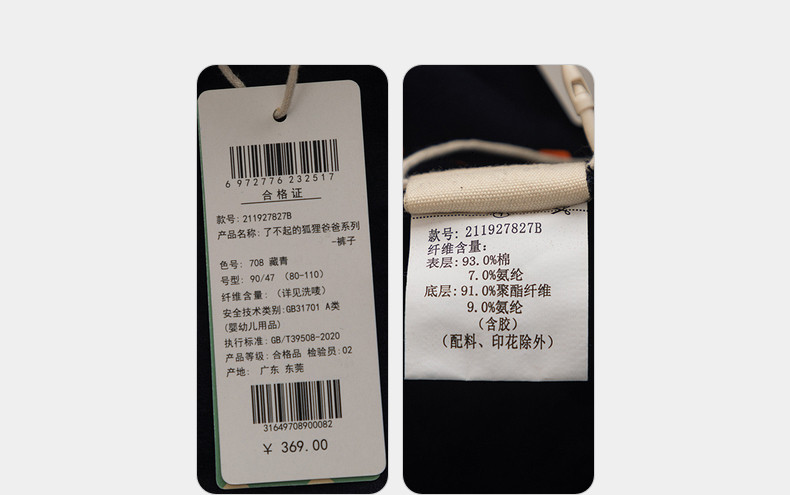 6 972776 232517
合格证
款号: 211927827B
产品名称: 了不起的狐狸爸爸系列
-裤子
色号: 708 藏青
号型: 90/47 (80-110)
纤维含量: (详见洗唛)
安全技术类别:GB31701 A类
(婴幼儿用品)
执行标准: GB/T39508-2020
产品等级: 合格品 检验员:02
产地: 广东 东莞
31649708900082
¥ 369.00
款号: 211927827B
纤维含量:
表层:93.0%棉
7.0%氨纶
底层:91.0%聚酯纤维
9.0%氨纶
(含胶)
(配料、印花除外)